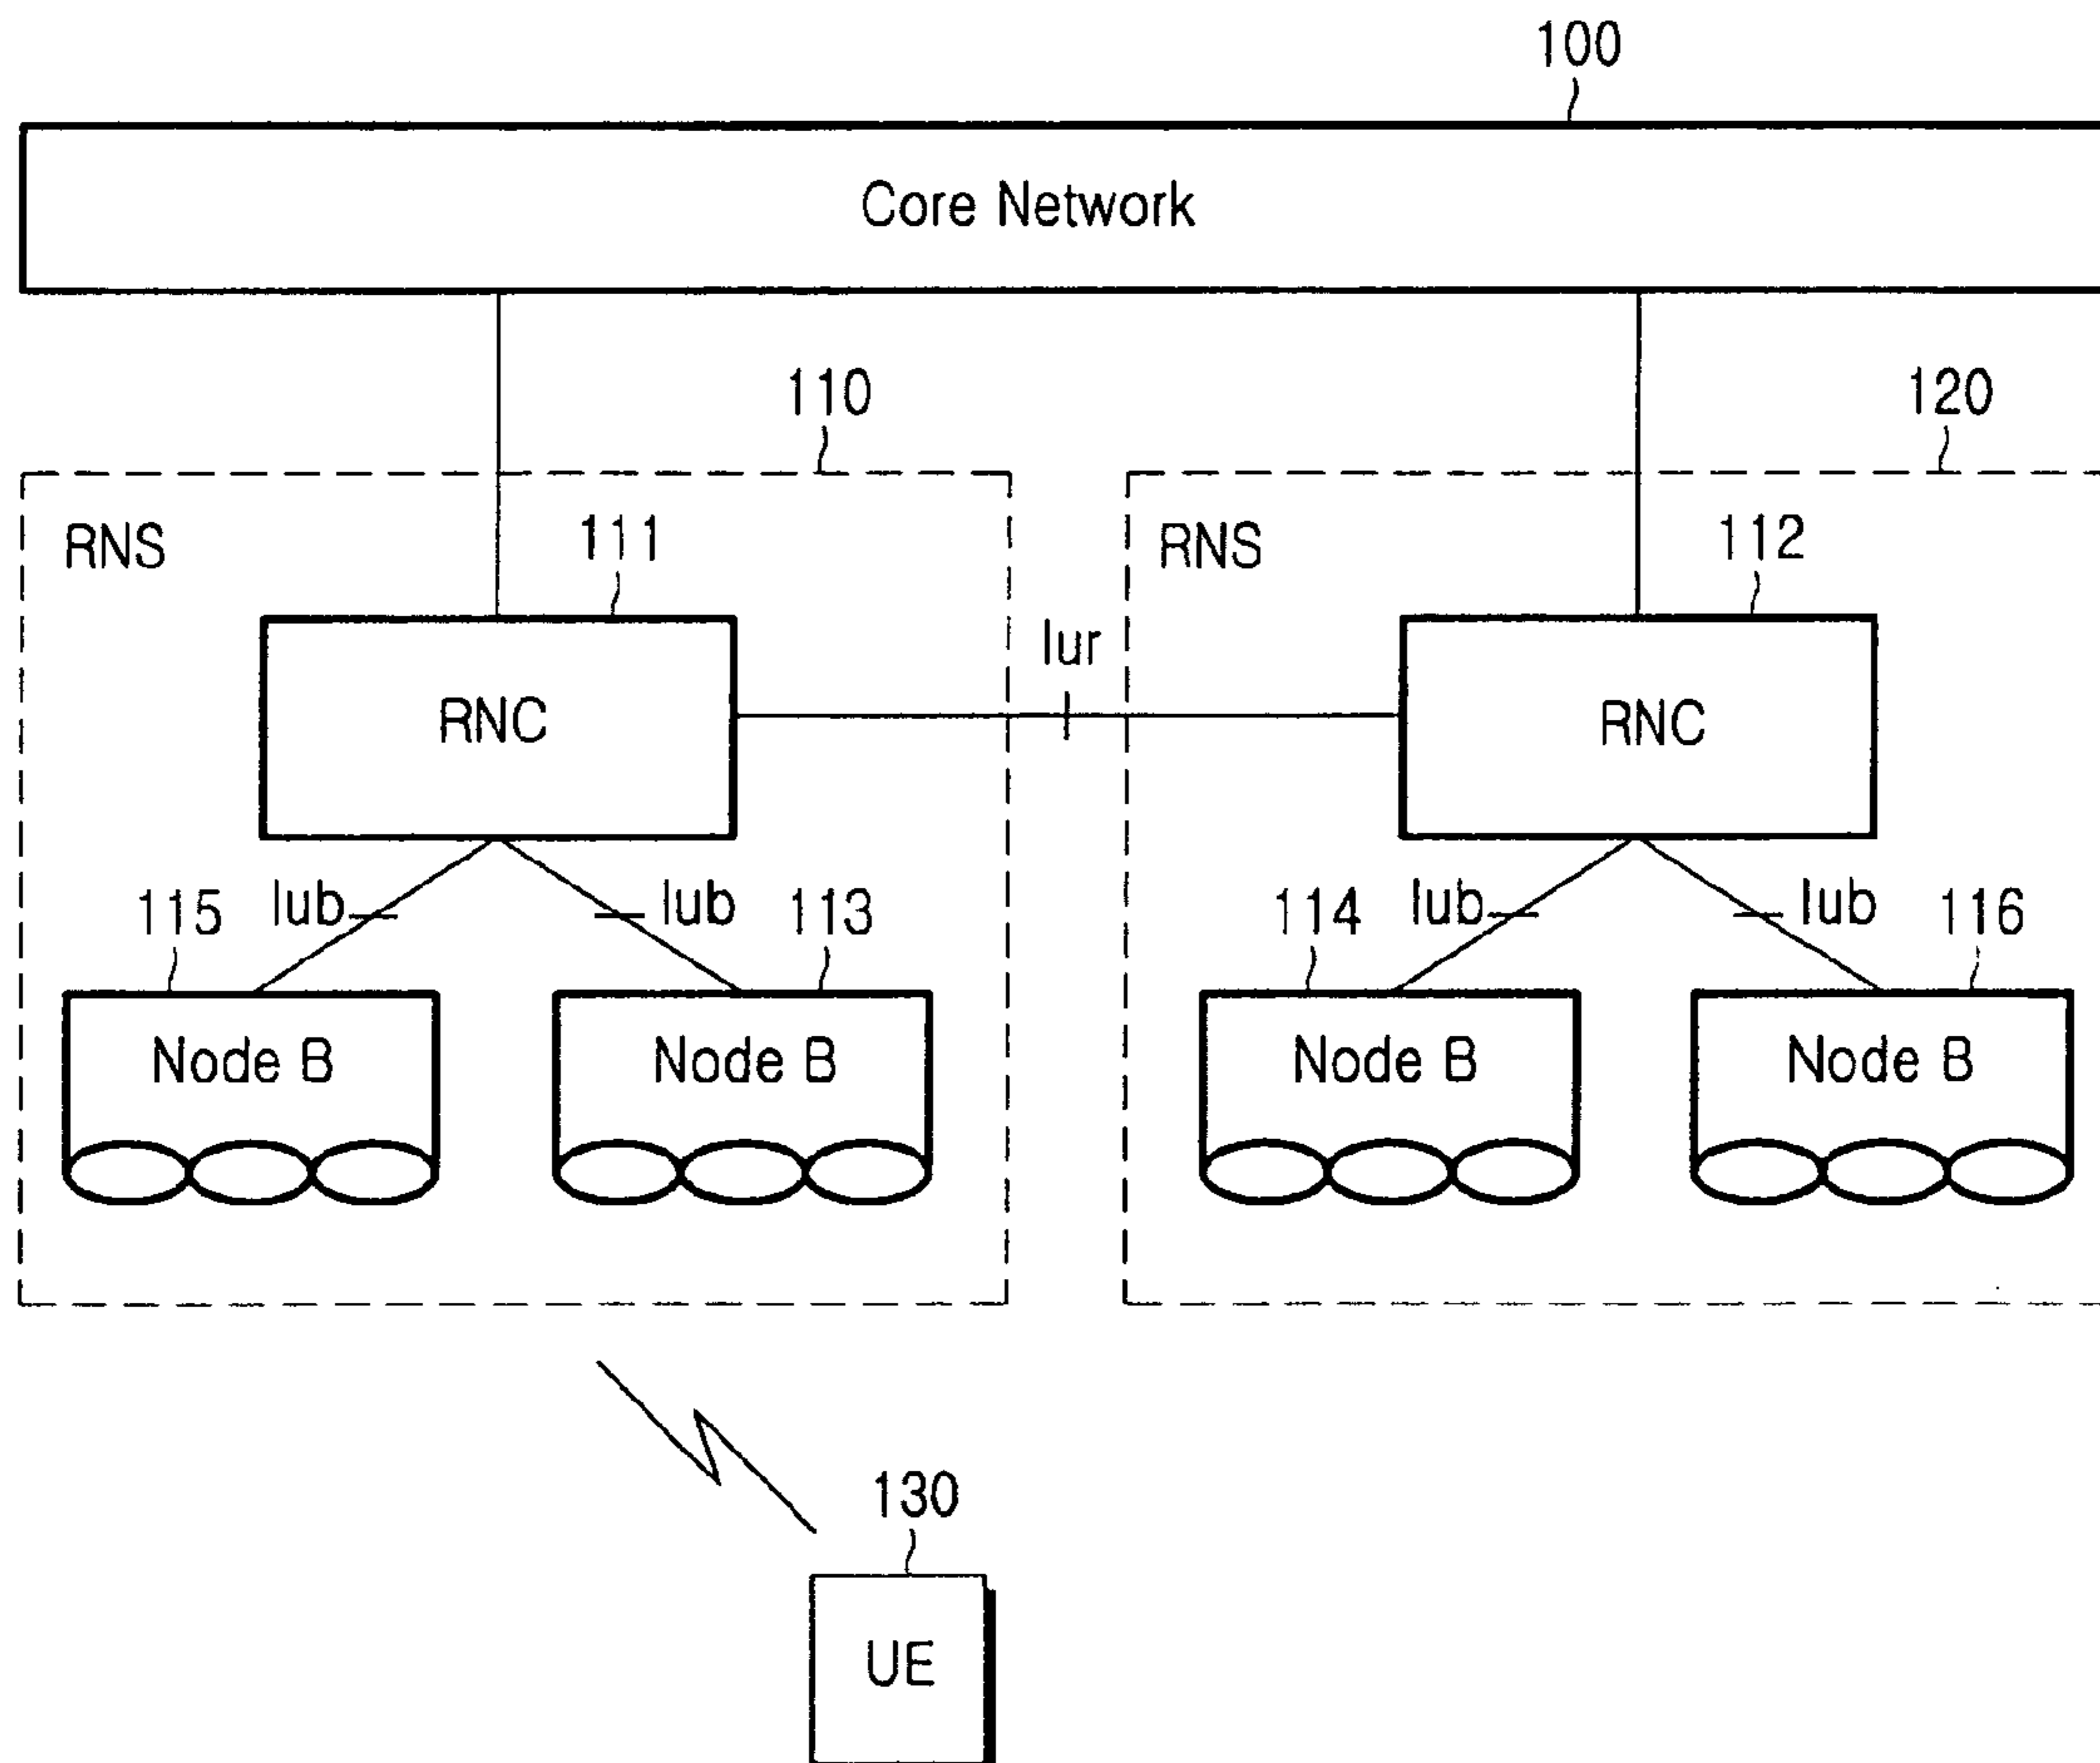 100
Core Network
110
120
RNS
111
RNS
112
Iur
RNC
RNC
115
Iub
Iub
113
114
Iub
Iub
116
Node B
Node B
Node B
Node B
130
UE